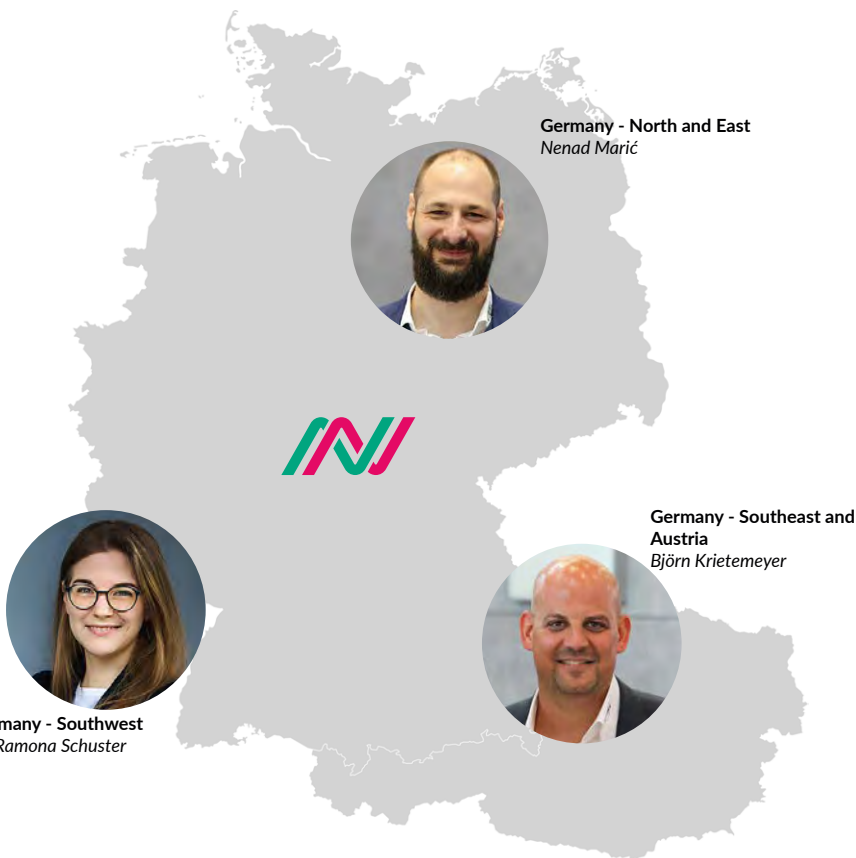 Germany - North and East
Nenad Marić
Germany - Southeast and
Austria
Björn Krietemeyer
many - Southwest
Ramona Schuster